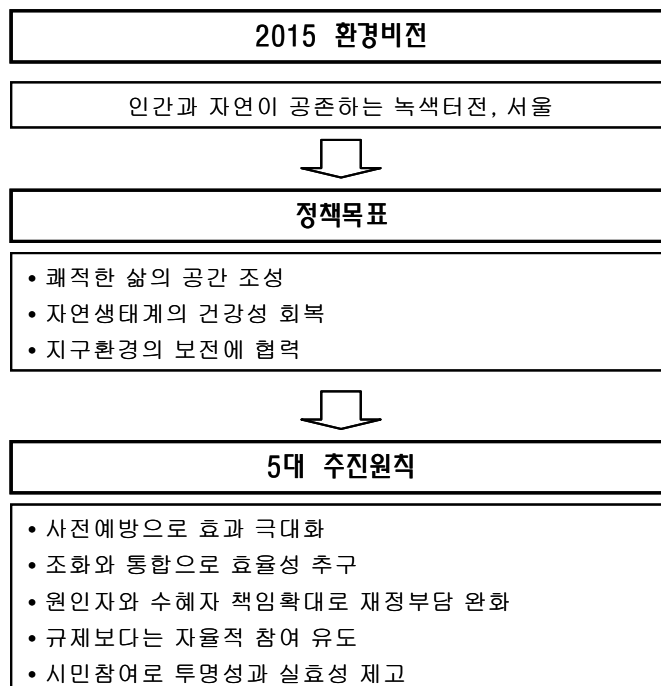 2015 환경비전
인간과 자연이 공존하는 녹색터전, 서울
정책목표
• 쾌적한 삶의 공간 조성
• 자연생태계의 건강성 회복
• 지구환경의 보전에 협력
5대 추진원칙
• 사전예방으로 효과 극대화
• 조화와 통합으로 효율성 추구
• 원인자와 수혜자 책임확대로 재정부담 완화
• 규제보다는 자율적 참여 유도
• 시민참여로 투명성과 실효성 제고